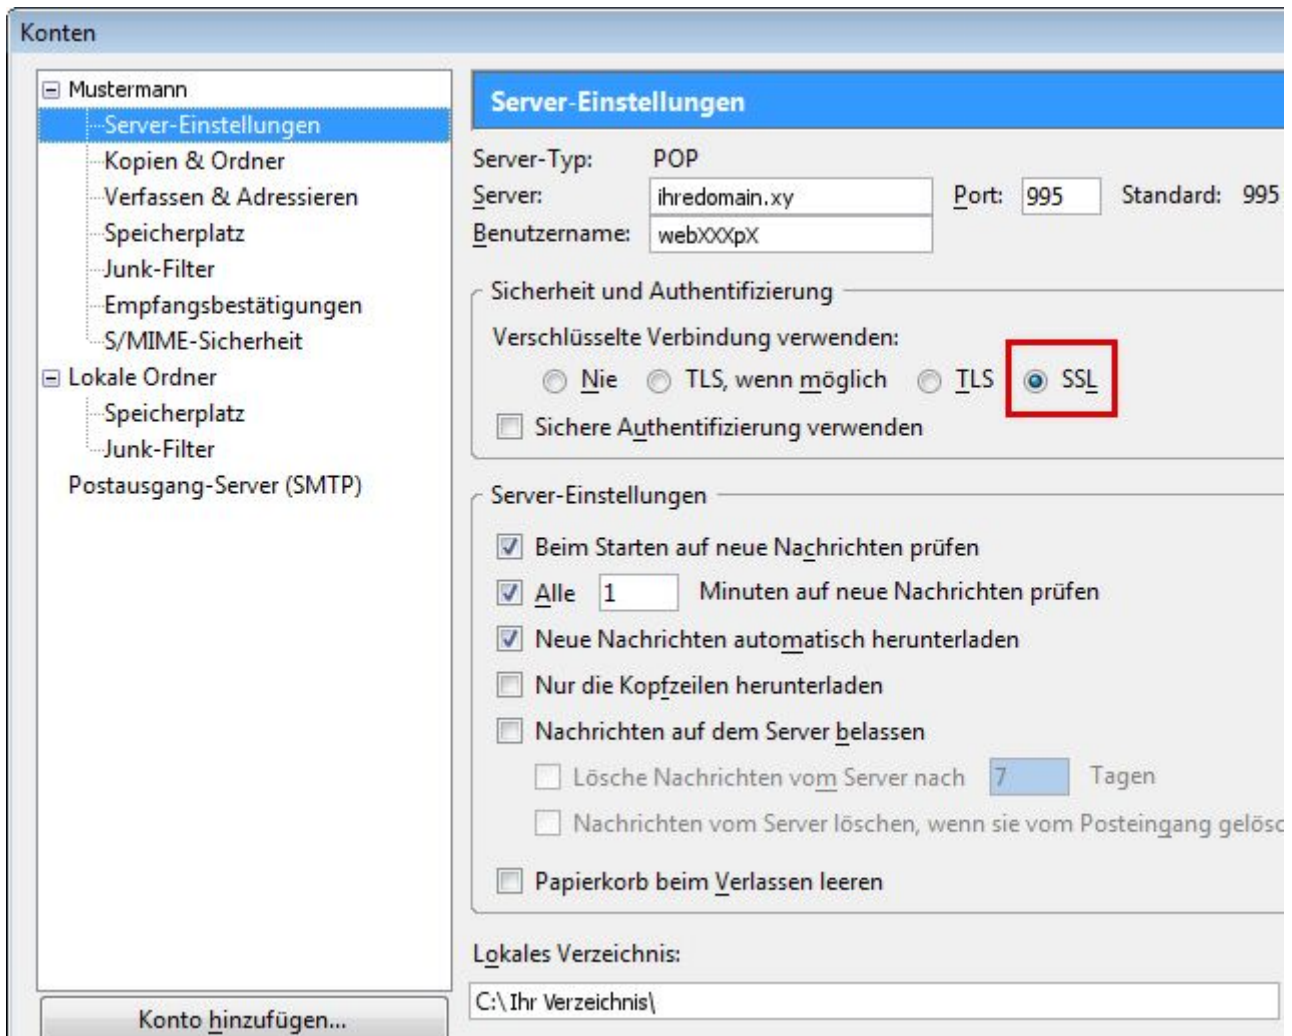 Konten
Mustermann
Server-Einstellungen
Kopien & Ordner
Verfassen & Adressieren
Speicherplatz
Junk-Filter
Empfangsbestätigungen
S/MIME-Sicherheit
Lokale Ordner
Speicherplatz
Junk-Filter
Postausgang-Server (SMTP)
Konto hinzufügen...
Server-Einstellungen
Server-Typ: POP
Server: ihredomain.xy Port: 995 Standard: 995
Benutzername: webXXXpX
Sicherheit und Authentifizierung
Verschlüsselte Verbindung verwenden:
Nie TLS, wenn möglich TLS SSL
Sichere Authentifizierung verwenden
Server-Einstellungen
Beim Starten auf neue Nachrichten prüfen
Alle 1 Minuten auf neue Nachrichten prüfen
Neue Nachrichten automatisch herunterladen
Nur die Kopfzeilen herunterladen
Nachrichten auf dem Server belassen
Lösche Nachrichten vom Server nach 7 Tagen
Nachrichten vom Server löschen, wenn sie vom Posteingang gelösc
Papierkorb beim Verlassen leeren
Lokales Verzeichnis:
C:\Ihr Verzeichnis\